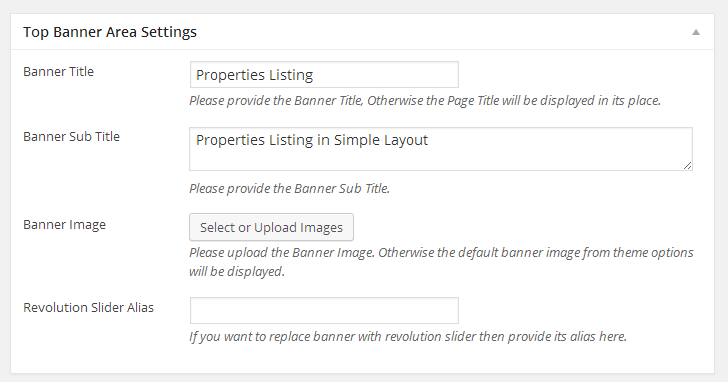 Top Banner Area Settings
Banner Title
Properties Listing
Please provide the Banner Title, Otherwise the Page Title will be displayed in its place.
Banner Sub Title
Properties Listing in Simple Layout
Please provide the Banner Sub Title.
Banner Image
Select or Upload Images
Please upload the Banner Image. Otherwise the default banner image from theme options
will be displayed.
Revolution Slider Alias
If you want to replace banner with revolution slider then provide its alias here.